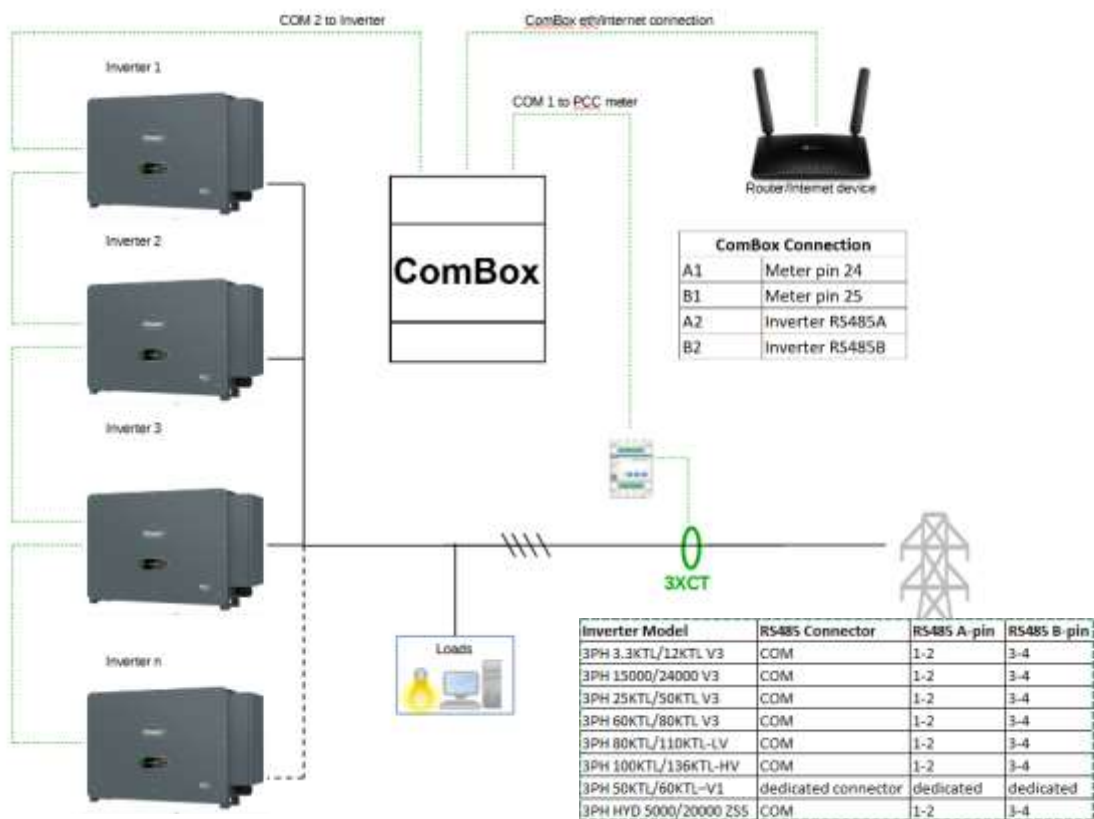 COM 2 to Inverter
ComBox eth/internet connection
Inverter 1
COM 1 to PCC meter
Router/Internet device
Inverter 2
ComBox
ComBox Connection
A1 Meter pin 24
B1 Meter pin 25
A2 Inverter RS485A
B2 Inverter RS485B
Inverter 3
3XCT
Loads
Inverter n
Inverter Model RS485 Connector RS485 A-pin RS485 B-pin
3PH 3.3KTL/12KTL V3 COM 1-2 3-4
3PH 15000/24000 V3 COM 1-2 3-4
3PH 25KTL/50KTL V3 COM 1-2 3-4
3PH 60KTL/80KTL V3 COM 1-2 3-4
3PH 80KTL/110KTL-LV COM 1-2 3-4
3PH 100KTL/136KTL-HV COM 1-2 3-4
3PH 50KTL/60KTL-V1 dedicated connector dedicated dedicated
3PH HYD 5000/20000 ZSS COM 1-2 3-4